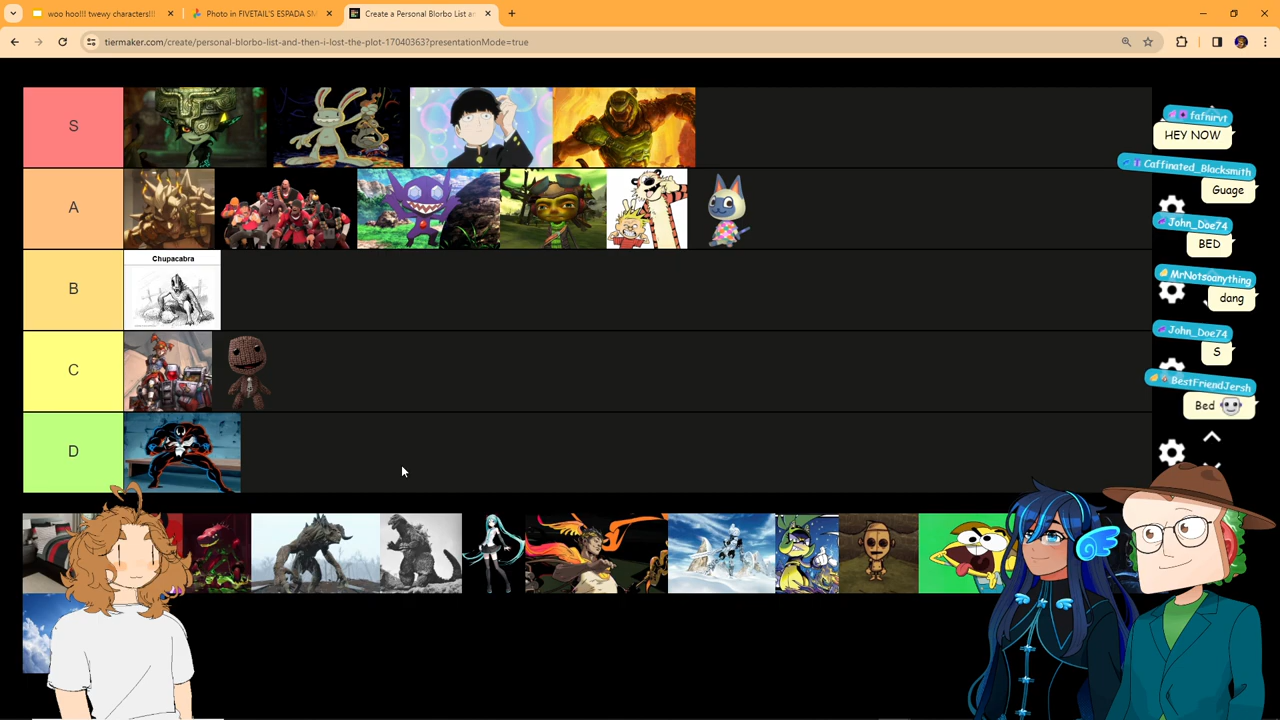 woo hoo!!! twewy characters!!!
Photo in FIVETAIL'S ESPADA SM
Create a Personal Blorbo List ar
tiermaker.com/create/personal-blorbo-list-and-then-i-lost-the-plot-17040363?presentationMode=true
S
A
B
C
D
Chupacabra
fafnirvt
HEY NOW
Caffinated_Blacksmith
Guage
John_Doe74
BED
MrNotsoanything
dang
John_Doe74
S
BestFriendJersh
Bed